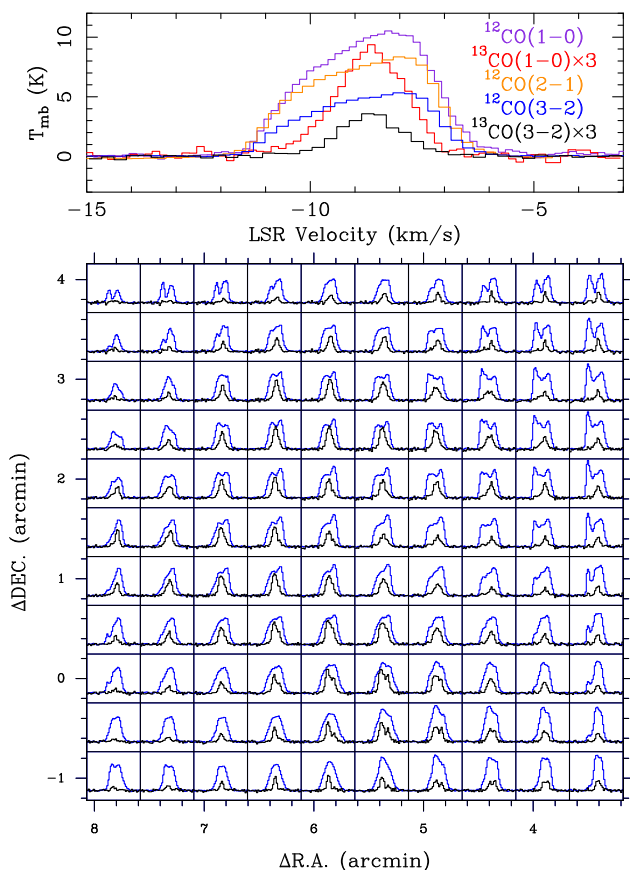 10
5
0
T_mb (K)
¹²CO(1−0)
¹³CO(1−0)×3
¹²CO(2−1)
¹²CO(3−2)
¹³CO(3−2)×3
−15
−10
−5
LSR Velocity (km/s)
4
3
2
1
0
−1
ΔDEC. (arcmin)
8
7
6
5
4
ΔR.A. (arcmin)